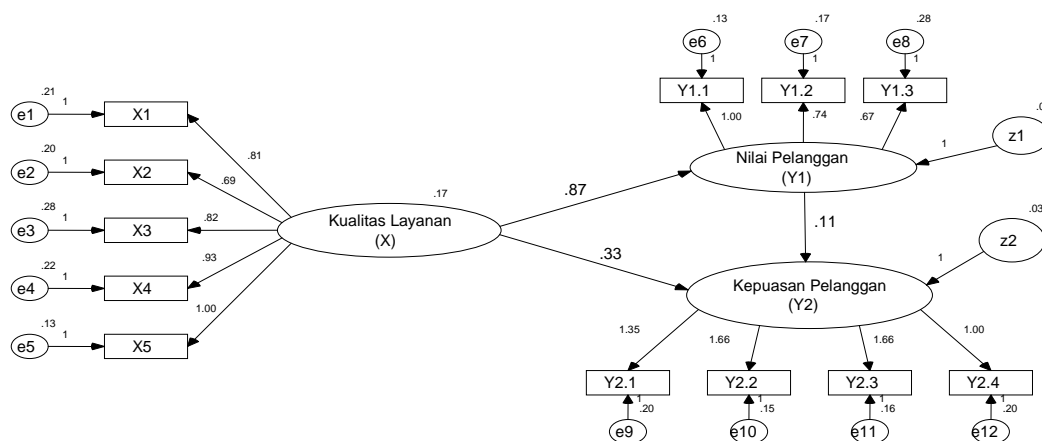 .13
.17
.28
e6
e7
e8
1
1
1
Y1.1
Y1.2
Y1.3
1.00
.74
.67
z1
1
Nilai Pelanggan
(Y1)
.21
e1
1
X1
.81
.20
e2
1
X2
.69
.28
e3
1
X3
.82
.22
e4
1
X4
.93
.13
e5
1
X5
1.00
.17
Kualitas Layanan
(X)
.87
.33
.11
.03
z2
1
Kepuasan Pelanggan
(Y2)
1.35
1.66
1.66
1.00
Y2.1
Y2.2
Y2.3
Y2.4
1
1
1
1
.20
.15
.16
.20
e9
e10
e11
e12